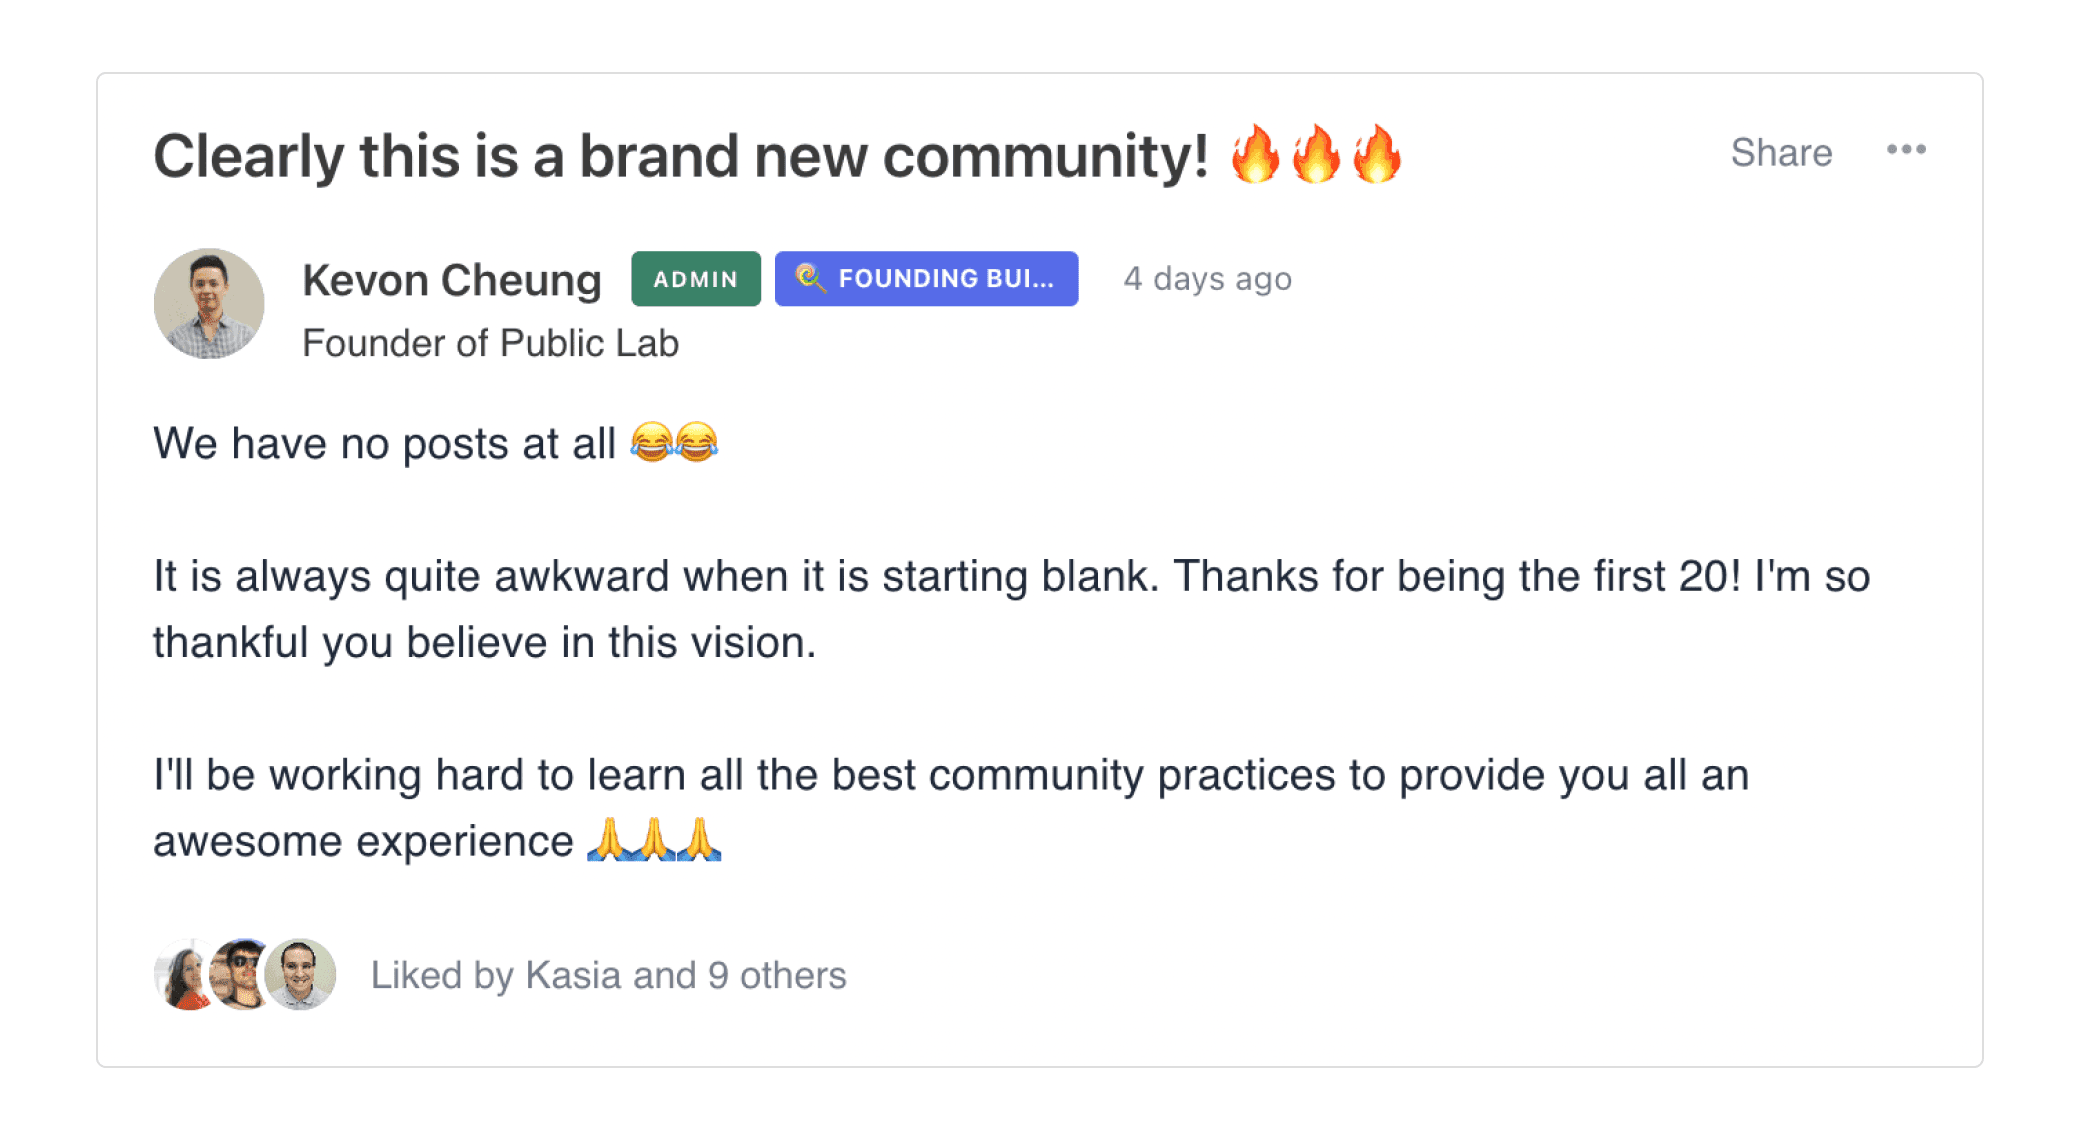 Clearly this is a brand new community! 🔥🔥🔥
Share •••
Kevon Cheung ADMIN 🍭 FOUNDING BUI... 4 days ago
Founder of Public Lab
We have no posts at all 😂😂
It is always quite awkward when it is starting blank. Thanks for being the first 20! I'm so
thankful you believe in this vision.
I'll be working hard to learn all the best community practices to provide you all an
awesome experience 🙏🙏🙏
Liked by Kasia and 9 others